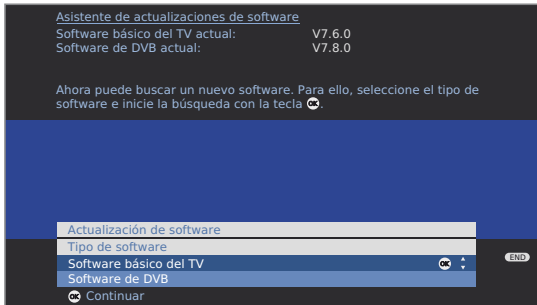 Asistente de actualizaciones de software
Software básico del TV actual: V7.6.0
Software de DVB actual: V7.8.0
Ahora puede buscar un nuevo software. Para ello, seleccione el tipo de
software e inicie la búsqueda con la tecla OK.
Actualización de software
Tipo de software
Software básico del TV OK
END
Software de DVB
OK Continuar